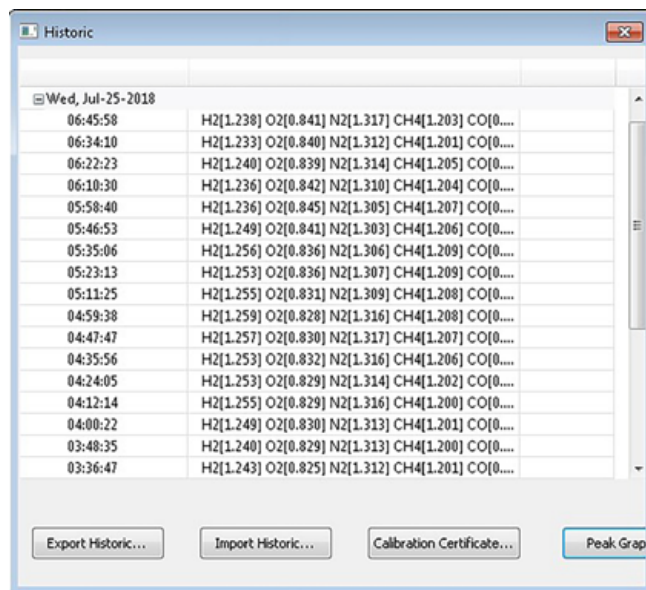 Historic
Wed, Jul-25-2018
06:45:58 H2[1.238] O2[0.841] N2[1.317] CH4[1.203] CO[0....
06:34:10 H2[1.233] O2[0.840] N2[1.312] CH4[1.201] CO[0....
06:22:23 H2[1.240] O2[0.839] N2[1.314] CH4[1.205] CO[0....
06:10:30 H2[1.236] O2[0.842] N2[1.310] CH4[1.204] CO[0....
05:58:40 H2[1.236] O2[0.845] N2[1.305] CH4[1.207] CO[0....
05:46:53 H2[1.249] O2[0.841] N2[1.303] CH4[1.206] CO[0....
05:35:06 H2[1.256] O2[0.836] N2[1.306] CH4[1.209] CO[0....
05:23:13 H2[1.253] O2[0.836] N2[1.307] CH4[1.209] CO[0....
05:11:25 H2[1.255] O2[0.831] N2[1.309] CH4[1.208] CO[0....
04:59:38 H2[1.259] O2[0.828] N2[1.316] CH4[1.208] CO[0....
04:47:47 H2[1.257] O2[0.830] N2[1.317] CH4[1.207] CO[0....
04:35:56 H2[1.253] O2[0.832] N2[1.316] CH4[1.206] CO[0....
04:24:05 H2[1.253] O2[0.829] N2[1.314] CH4[1.202] CO[0....
04:12:14 H2[1.255] O2[0.829] N2[1.316] CH4[1.200] CO[0....
04:00:22 H2[1.249] O2[0.830] N2[1.313] CH4[1.201] CO[0....
03:48:35 H2[1.240] O2[0.829] N2[1.313] CH4[1.200] CO[0....
03:36:47 H2[1.243] O2[0.825] N2[1.312] CH4[1.201] CO[0....
Export Historic... Import Historic... Calibration Certificate... Peak Grap